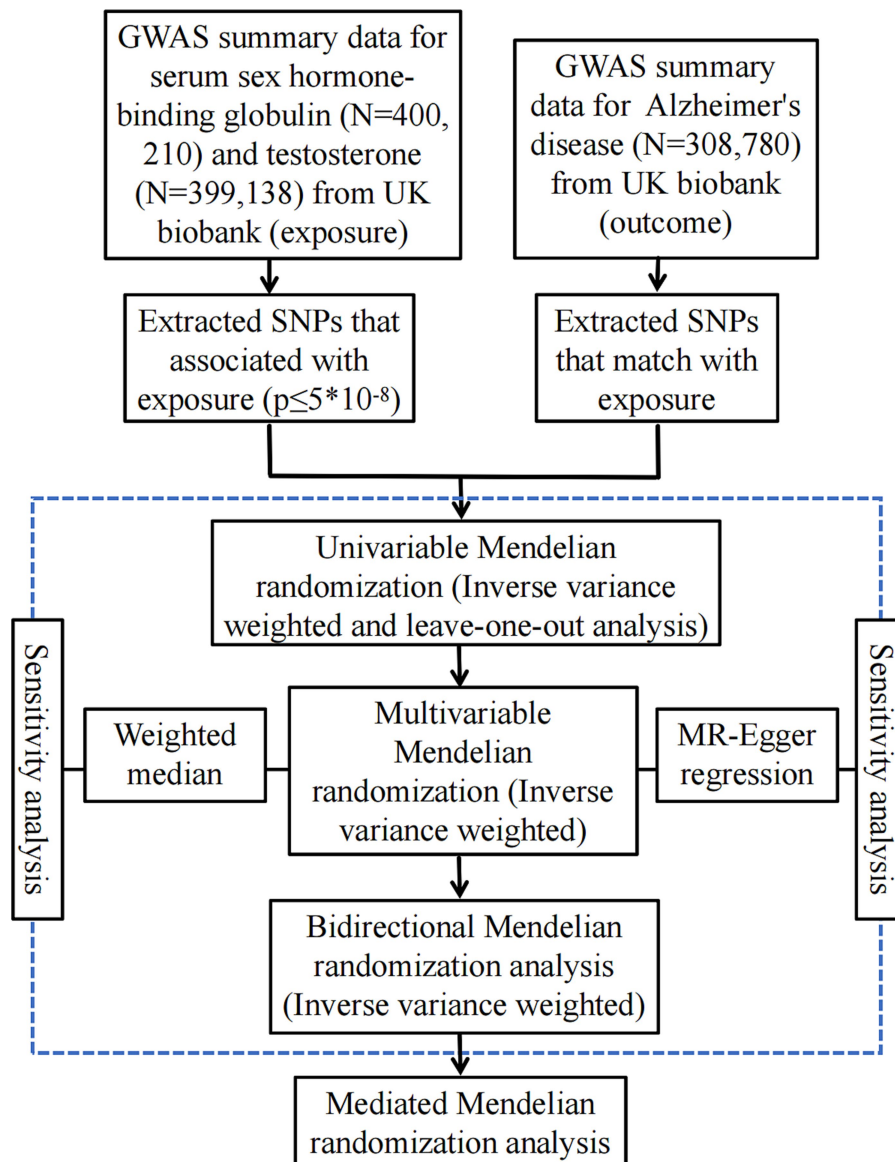 GWAS summary data for
serum sex hormone-
binding globulin (N=400,
210) and testosterone
(N=399,138) from UK
biobank (exposure)
GWAS summary
data for Alzheimer's
disease (N=308,780)
from UK biobank
(outcome)
Extracted SNPs that
associated with
exposure (p≤5*10⁻⁸)
Extracted SNPs
that match with
exposure
Univariable Mendelian
randomization (Inverse variance
weighted and leave-one-out analysis)
Sensitivity analysis
Weighted
median
Multivariable
Mendelian
randomization (Inverse
variance weighted)
MR-Egger
regression
Sensitivity analysis
Bidirectional Mendelian
randomization analysis
(Inverse variance weighted)
Mediated Mendelian
randomization analysis